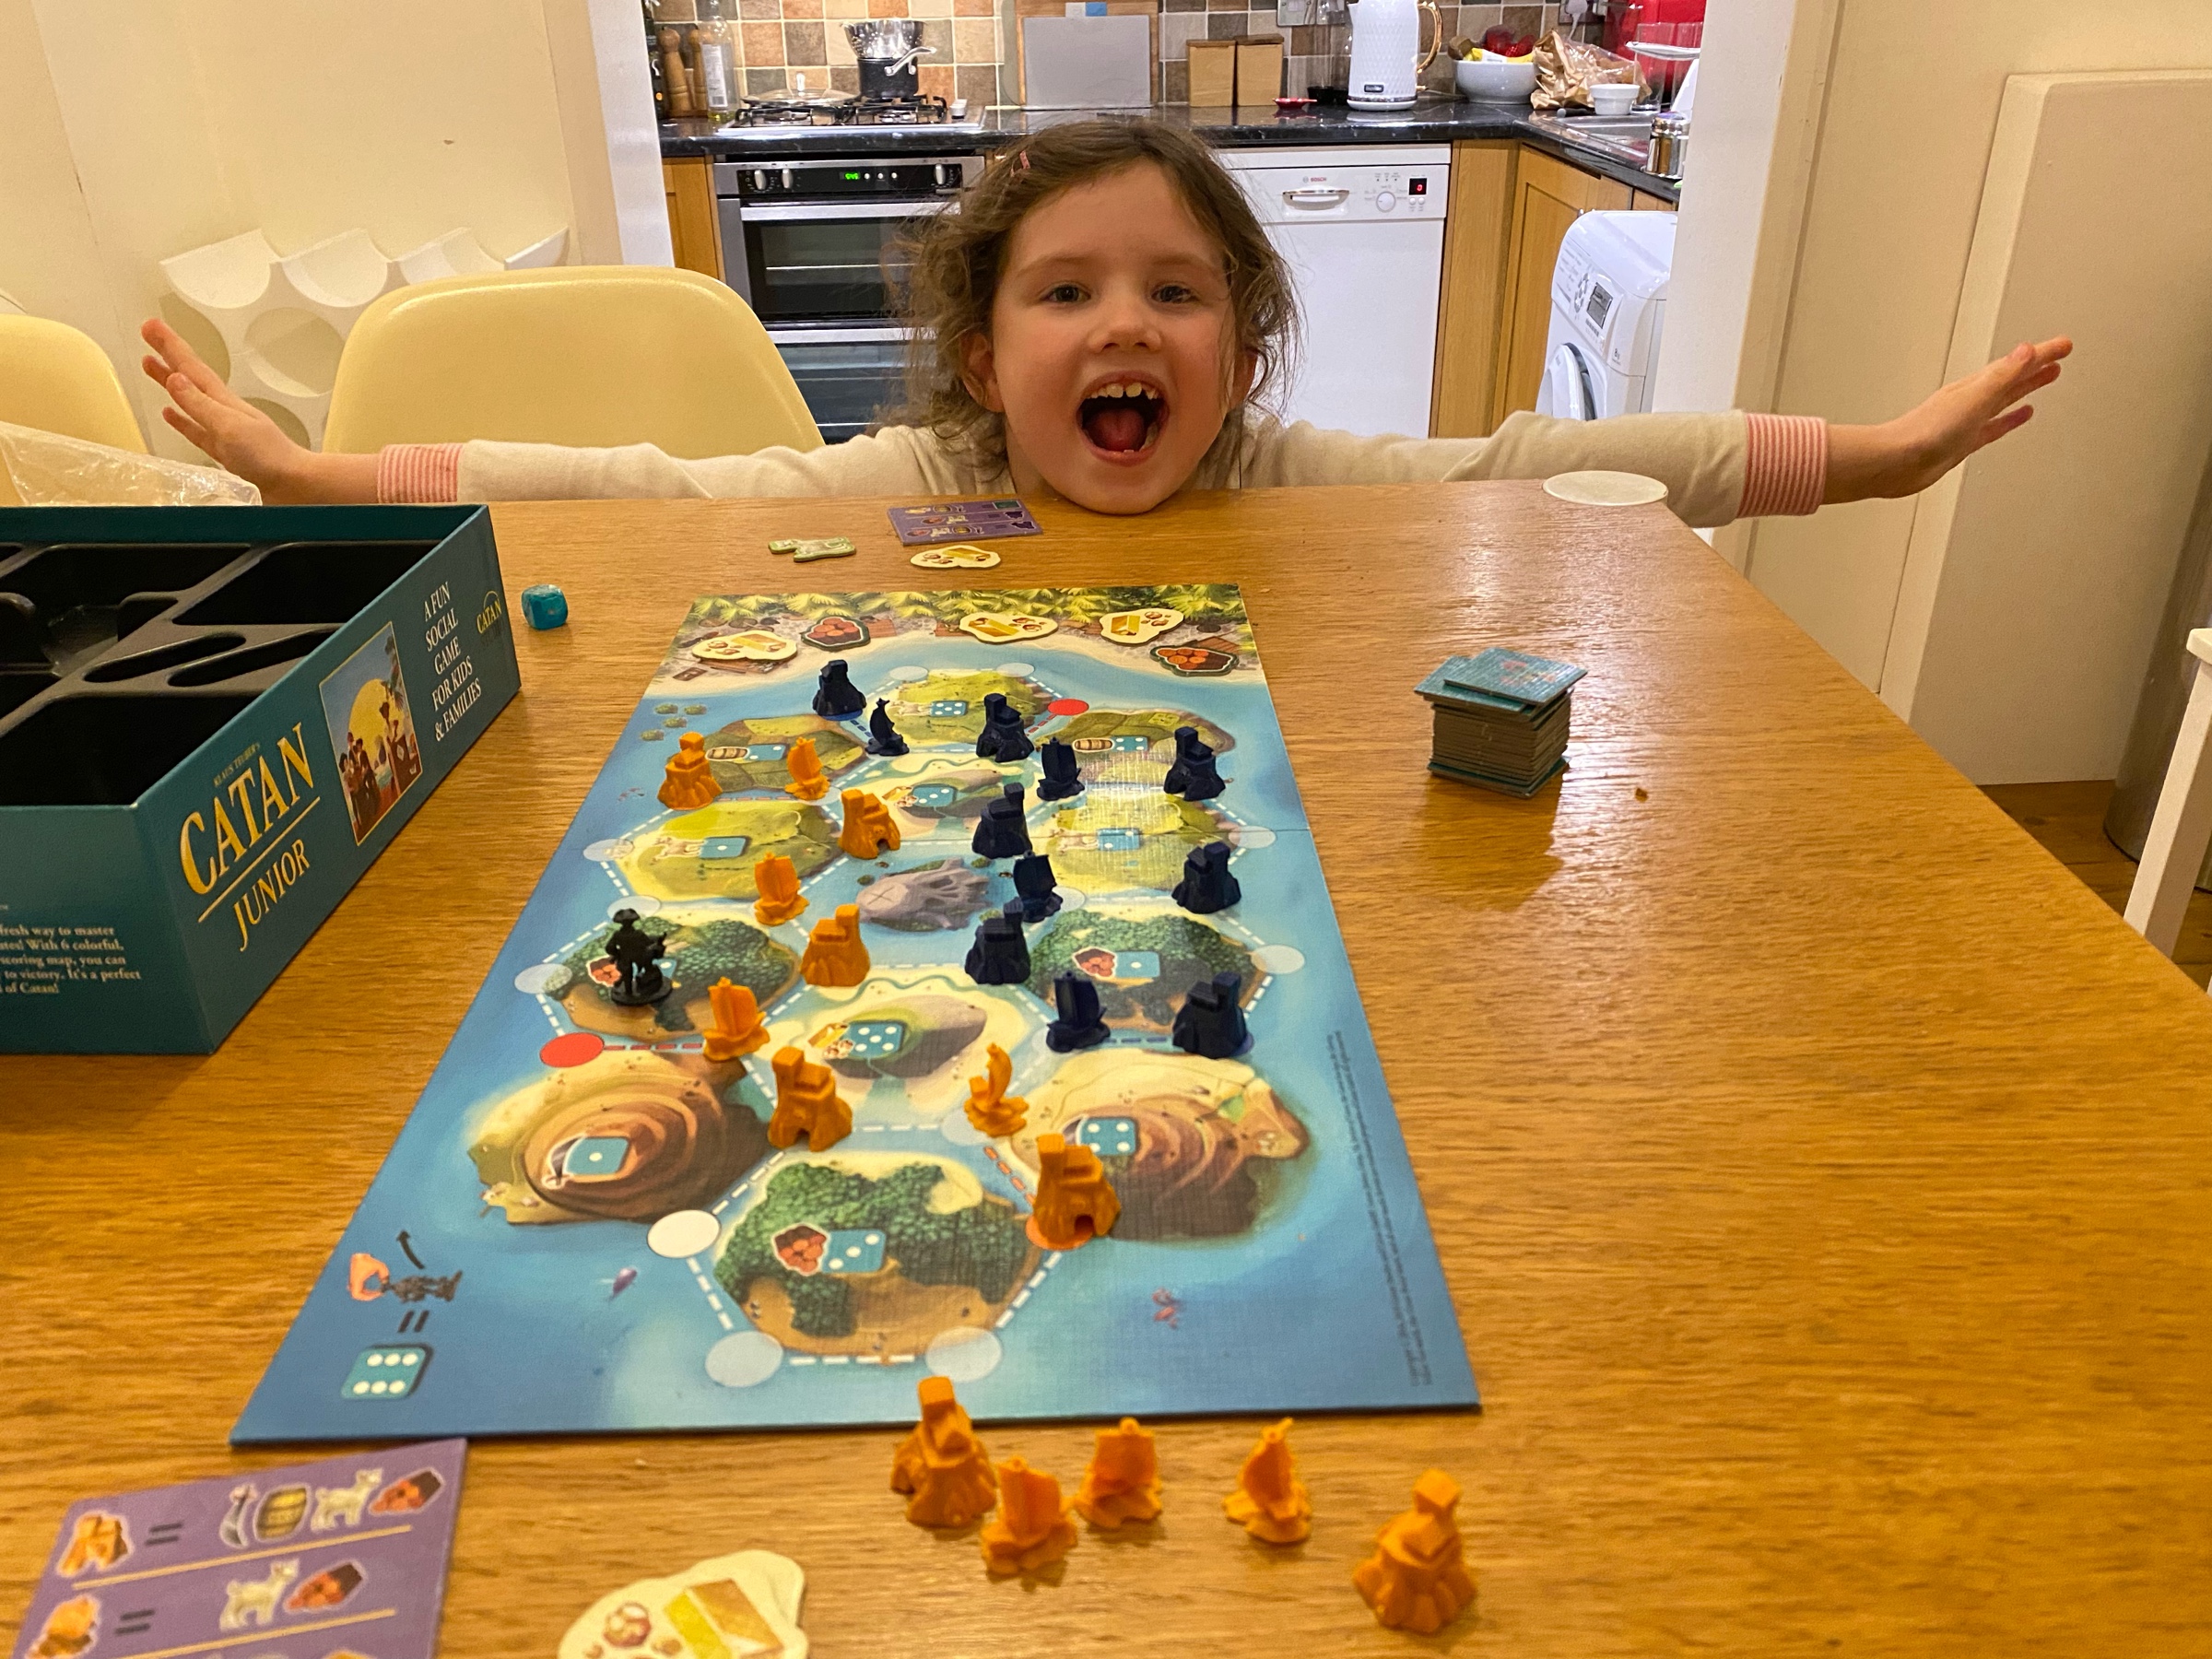 A FUN
SOCIAL
GAME
FOR KIDS
& FAMILIES
CATAN
KLAUS TEUBER'S
CATAN
JUNIOR
fresh way to master
With 6 colorful,
scoring map, you can
to victory. It's a perfect
of Catan!
BOSCH